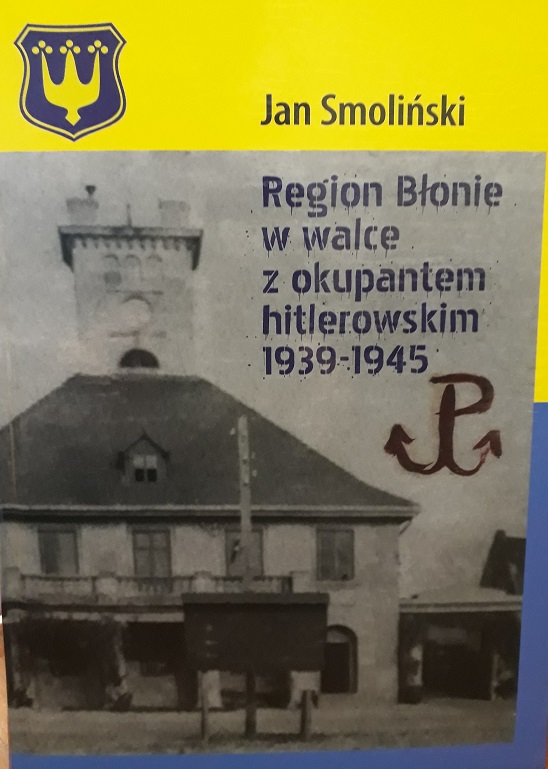 Jan Smoliński
Region Błonie
w walce
z okupantem
hitlerowskim
1939-1945